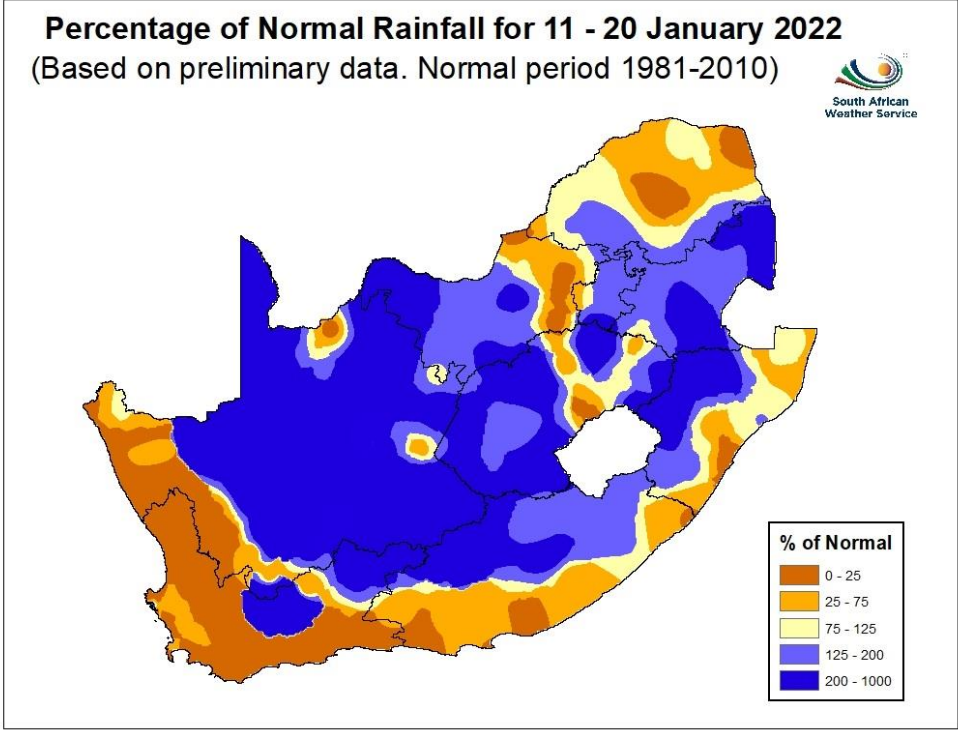 Percentage of Normal Rainfall for 11 - 20 January 2022
(Based on preliminary data. Normal period 1981-2010)
South African
Weather Service
% of Normal
0 - 25
25 - 75
75 - 125
125 - 200
200 - 1000